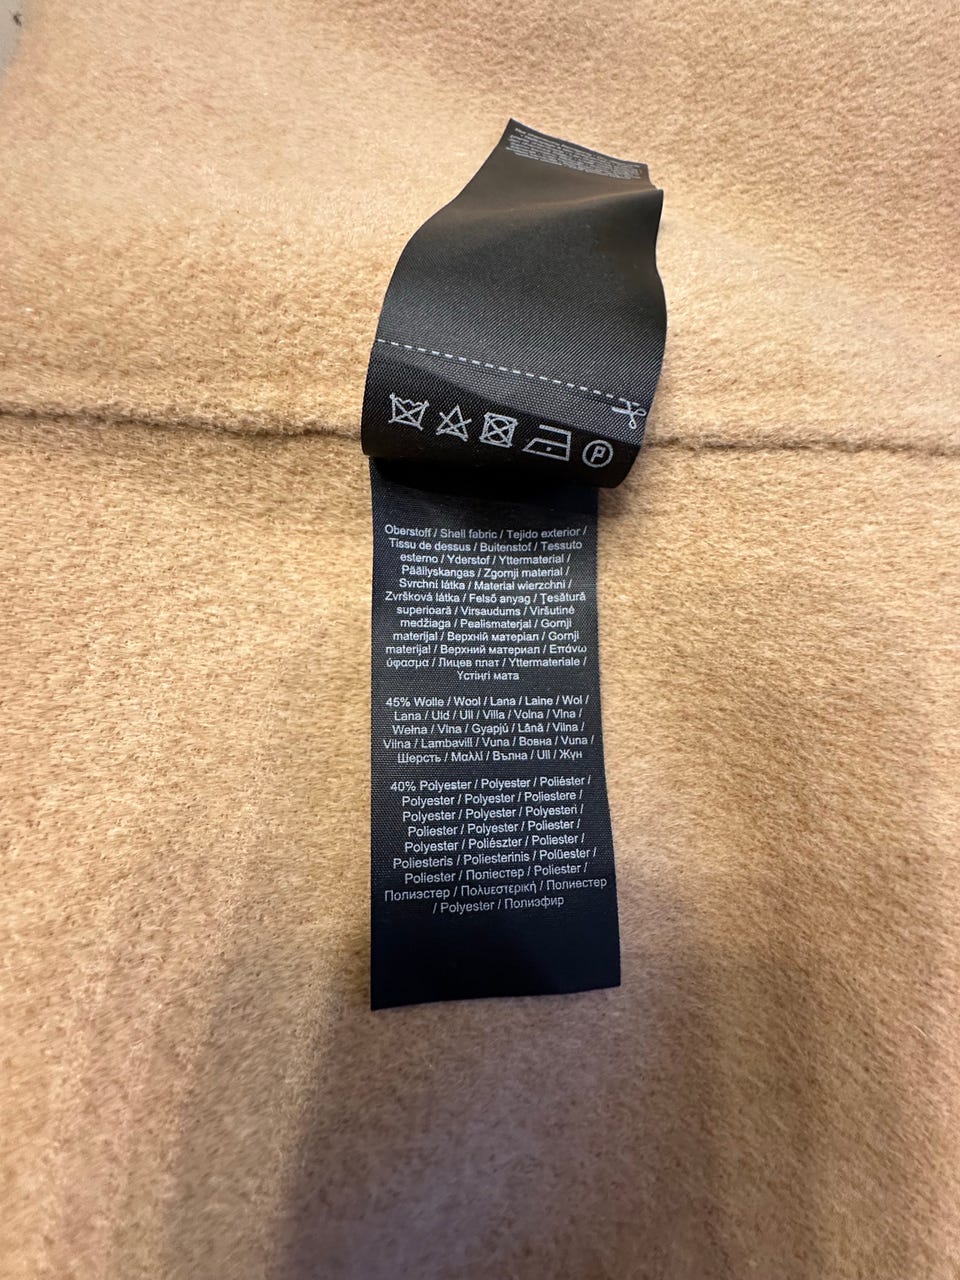 Oberstoff / Shell fabric / Tejido exterior /
Tissu de dessus / Buitenstof / Tessuto
esterno / Yderstof / Yttermaterial /
Päällyskangas / Zgornji material /
Svrchní látka / Materiał wierzchni /
Zvršková látka / Felső anyag / Țesătură
superioară / Virsaudums / Viršutinė
medžiaga / Pealismaterjal / Gornji
materijal / Верхній матеріал / Gornji
materijal / Верхний материал / Επάνω
ύφασμα / Лицев плат / Yttermateriale /
Үстіңгі мата
45% Wolle / Wool / Lana / Laine / Wol /
Lana / Uld / Ull / Villa / Volna / Vlna /
Wełna / Vlna / Gyapjú / Lână / Vilna /
Vilna / Lambavill / Vuna / Вовна / Vuna /
Шерсть / Μαλλί / Вълна / Ull / Жүн
40% Polyester / Polyester / Poliéster /
Polyester / Polyester / Poliestere /
Polyester / Polyester / Polyesteri /
Poliester / Polyester / Poliester /
Polyester / Poliészter / Poliester /
Poliesteris / Poliesterinis / Polüester /
Poliester / Поліестер / Poliester /
Полиэстер / Πολυεστερική / Полиестер
/ Polyester / Полиэфир